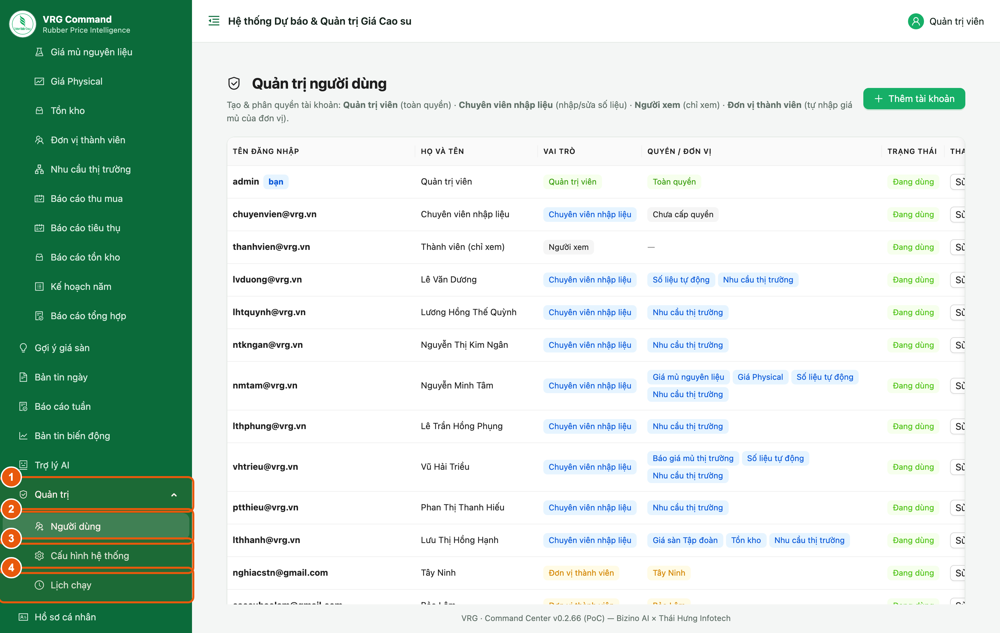 VRG Command
Rubber Price Intelligence
Giá mủ nguyên liệu
Giá Physical
Tồn kho
Đơn vị thành viên
Nhu cầu thị trường
Báo cáo thu mua
Báo cáo tiêu thụ
Báo cáo tồn kho
Kế hoạch năm
Báo cáo tổng hợp
Gợi ý giá sàn
Bản tin ngày
Báo cáo tuần
Bản tin biến động
Trợ lý AI
1
Quản trị
2
Người dùng
3
Cấu hình hệ thống
4
Lịch chạy
Hồ sơ cá nhân
Hệ thống Dự báo & Quản trị Giá Cao su
Quản trị viên
Quản trị người dùng
Tạo & phân quyền tài khoản: Quản trị viên (toàn quyền) · Chuyên viên nhập liệu (nhập/sửa số liệu) · Người xem (chỉ xem) · Đơn vị thành viên (tự nhập giá
mủ của đơn vị).
+ Thêm tài khoản
TÊN ĐĂNG NHẬP HỌ VÀ TÊN VAI TRÒ QUYỀN / ĐƠN VỊ TRẠNG THÁI
admin bạn Quản trị viên Quản trị viên Toàn quyền Đang dùng
chuyenvien@vrg.vn Chuyên viên nhập liệu Chuyên viên nhập liệu Chưa cấp quyền Đang dùng
thanhvien@vrg.vn Thành viên (chỉ xem) Người xem — Đang dùng
lvduong@vrg.vn Lê Văn Dương Chuyên viên nhập liệu Số liệu tự động Nhu cầu thị trường Đang dùng
lhtquynh@vrg.vn Lương Hồng Thế Quỳnh Chuyên viên nhập liệu Nhu cầu thị trường Đang dùng
ntkngan@vrg.vn Nguyễn Thị Kim Ngân Chuyên viên nhập liệu Nhu cầu thị trường Đang dùng
nmtam@vrg.vn Nguyễn Minh Tâm Chuyên viên nhập liệu Giá mủ nguyên liệu Giá Physical Số liệu tự động Đang dùng
Nhu cầu thị trường
lthphung@vrg.vn Lê Trần Hồng Phụng Chuyên viên nhập liệu Nhu cầu thị trường Đang dùng
vhtrieu@vrg.vn Vũ Hải Triều Chuyên viên nhập liệu Báo giá mủ thị trường Số liệu tự động Đang dùng
Nhu cầu thị trường
ptthieu@vrg.vn Phan Thị Thanh Hiếu Chuyên viên nhập liệu Nhu cầu thị trường Đang dùng
lthhanh@vrg.vn Lưu Thị Hồng Hạnh Chuyên viên nhập liệu Giá sàn Tập đoàn Tồn kho Nhu cầu thị trường Đang dùng
nghiacstn@gmail.com Tây Ninh Đơn vị thành viên Tây Ninh Đang dùng
VRG · Command Center v0.2.66 (PoC) — Bizino AI × Thái Hưng Infotech